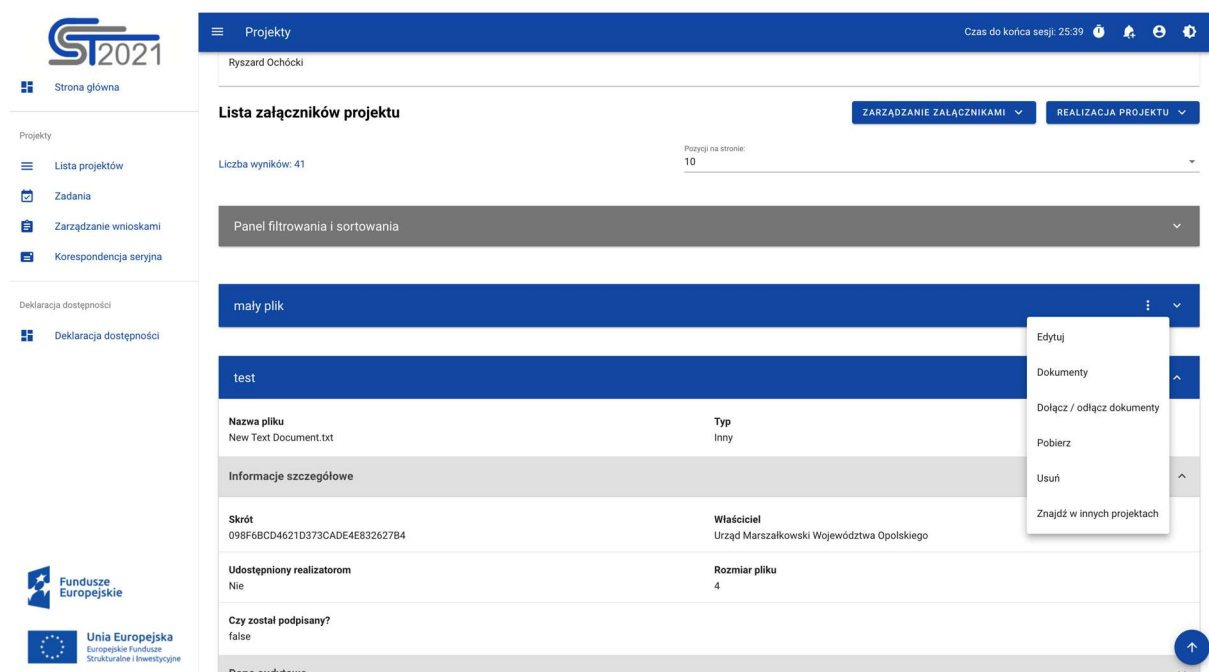 CST2021
Projekty
Czas do końca sesji: 25:39
Strona główna
Projekty
Lista projektów
Zadania
Zarządzanie wnioskami
Korespondencja seryjna
Deklaracja dostępności
Deklaracja dostępności
Fundusze
Europejskie
Unia Europejska
Europejskie Fundusze
Strukturalne i Inwestycyjne
Ryszard Ochócki
Lista załączników projektu
ZARZĄDZANIE ZAŁĄCZNIKAMI
REALIZACJA PROJEKTU
Liczba wyników: 41
Pozycji na stronie:
10
Panel filtrowania i sortowania
mały plik
Edytuj
Dokumenty
Dołącz / odłącz dokumenty
Pobierz
Usuń
Znajdź w innych projektach
test
Nazwa pliku
New Text Document.txt
Typ
Inny
Informacje szczegółowe
Skrót
098F6BCD4621D373CADE4E832627B4
Właściciel
Urząd Marszałkowski Województwa Opolskiego
Udostępniony realizatorom
Nie
Rozmiar pliku
4
Czy został podpisany?
false